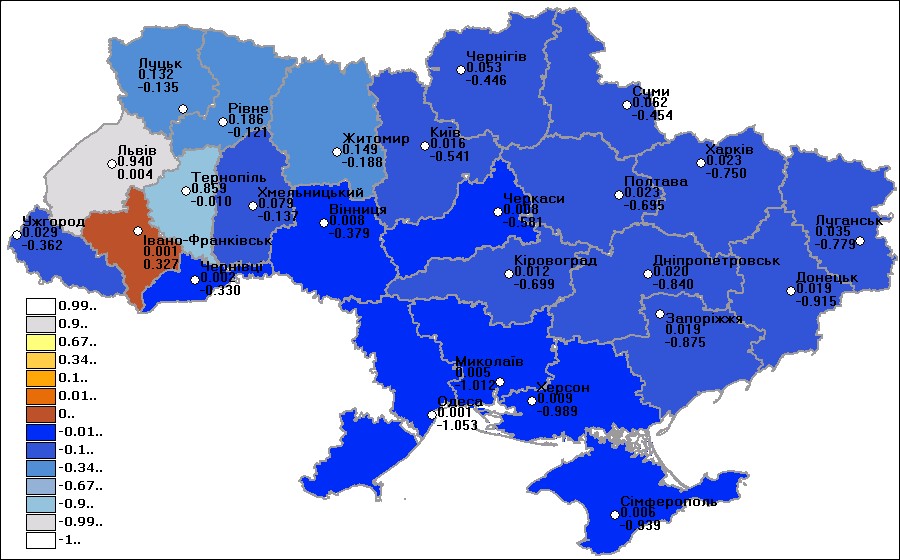 Чернігів
0.053
-0.446
Луцьк
0.132
-0.135
Суми
0.062
-0.454
Рівне
0.186
-0.121
Київ
0.016
-0.541
Житомир
0.149
-0.188
Харків
0.023
-0.750
Львів
0.940
0.004
Тернопіль
0.859
-0.010
Полтава
0.023
-0.695
Хмельницький
0.079
-0.137
Черкаси
0.008
-0.581
Вінниця
0.008
-0.379
Ужгород
0.029
-0.362
Луганськ
0.035
-0.779
Івано-Франківськ
0.001
0.327
Чернівці
0.002
-0.330
Кіровоград
0.012
-0.699
Дніпропетровськ
0.020
-0.840
Донецьк
0.019
-0.915
Запоріжжя
0.019
-0.875
Миколаїв
0.005
-1.012
Херсон
0.009
-0.989
Одеса
0.001
-1.053
Сімферополь
0.006
-0.939
0.99..
0.9..
0.67..
0.34..
0.1..
0.01..
0..
-0.01..
-0.1..
-0.34..
-0.67..
-0.9..
-0.99..
-1..